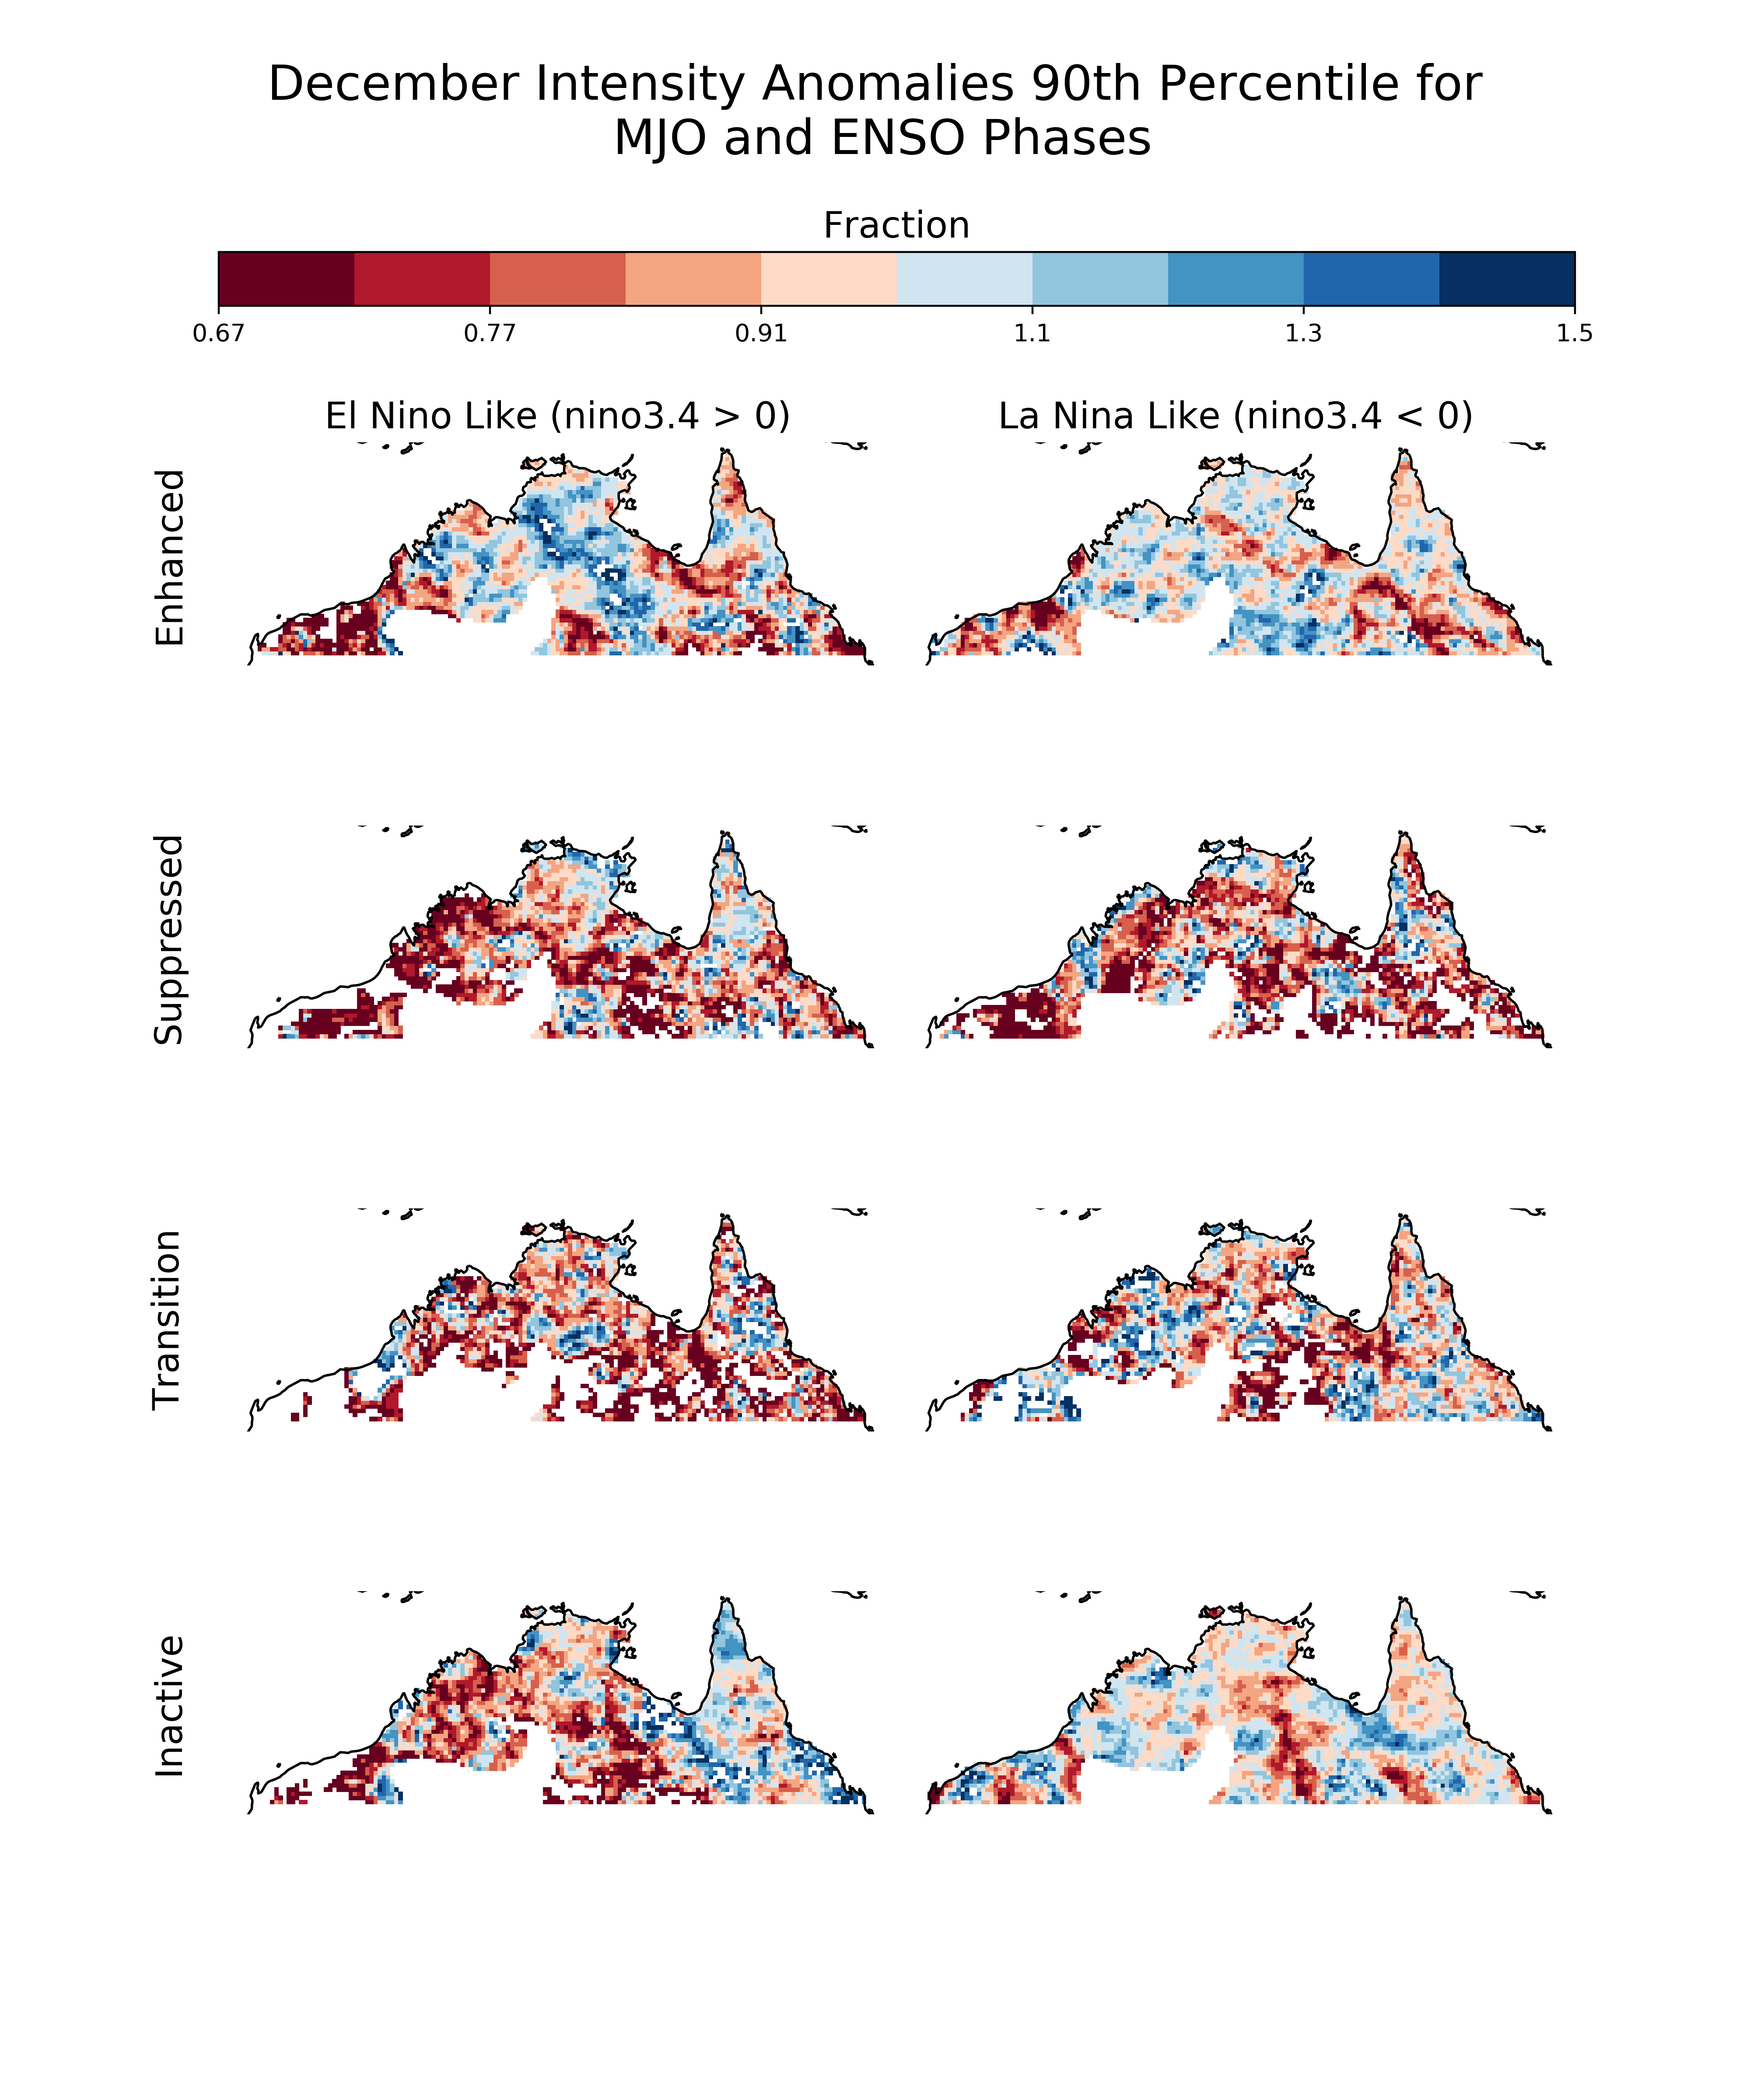 December Intensity Anomalies 90th Percentile for
MJO and ENSO Phases
Fraction
0.67 0.77 0.91 1.1 1.3 1.5
El Nino Like (nino3.4 > 0) La Nina Like (nino3.4 < 0)
Enhanced
Suppressed
Transition
Inactive